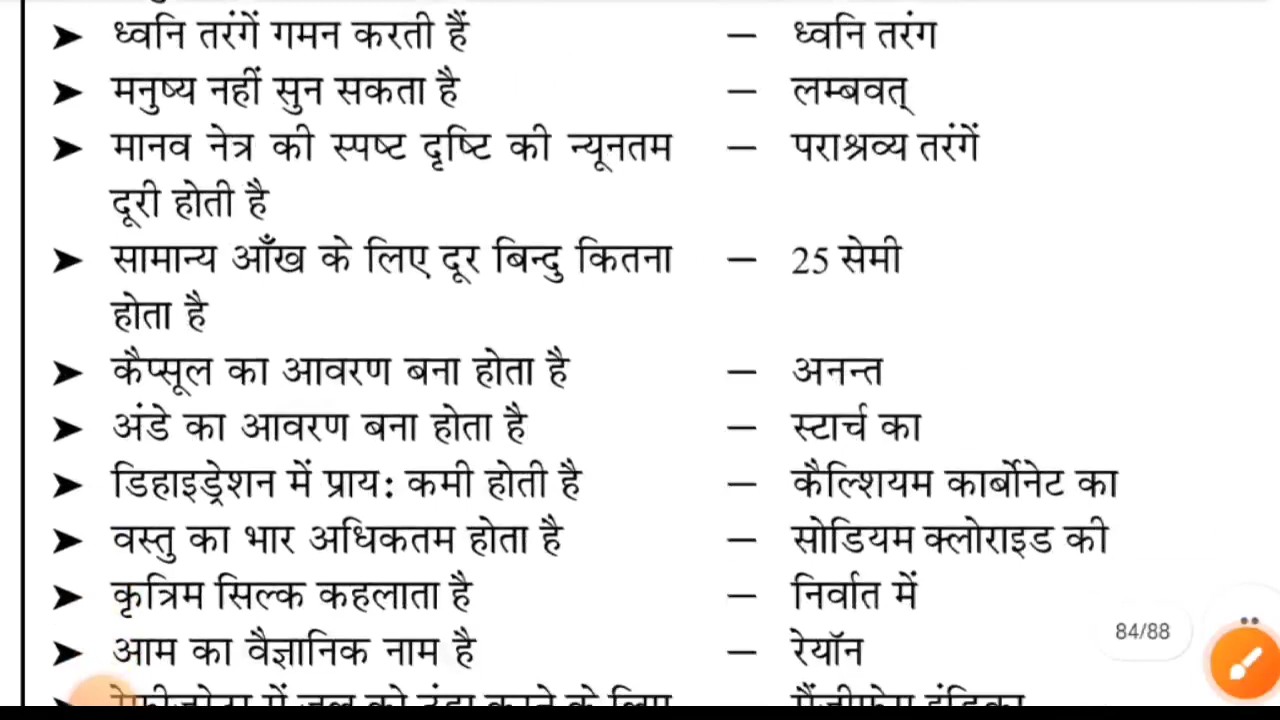 ➤ ध्वनि तरंगें गमन करती हैं – ध्वनि तरंग
➤ मनुष्य नहीं सुन सकता है – लम्बवत्
➤ मानव नेत्र की स्पष्ट दृष्टि की न्यूनतम – पराश्रव्य तरंगें
दूरी होती है
➤ सामान्य आँख के लिए दूर बिन्दु कितना – 25 सेमी
होता है
➤ कैप्सूल का आवरण बना होता है – अनन्त
➤ अंडे का आवरण बना होता है – स्टार्च का
➤ डिहाइड्रेशन में प्राय: कमी होती है – कैल्शियम कार्बोनेट का
➤ वस्तु का भार अधिकतम होता है – सोडियम क्लोराइड की
➤ कृत्रिम सिल्क कहलाता है – निर्वात में
➤ आम का वैज्ञानिक नाम है – रेयॉन
84/88